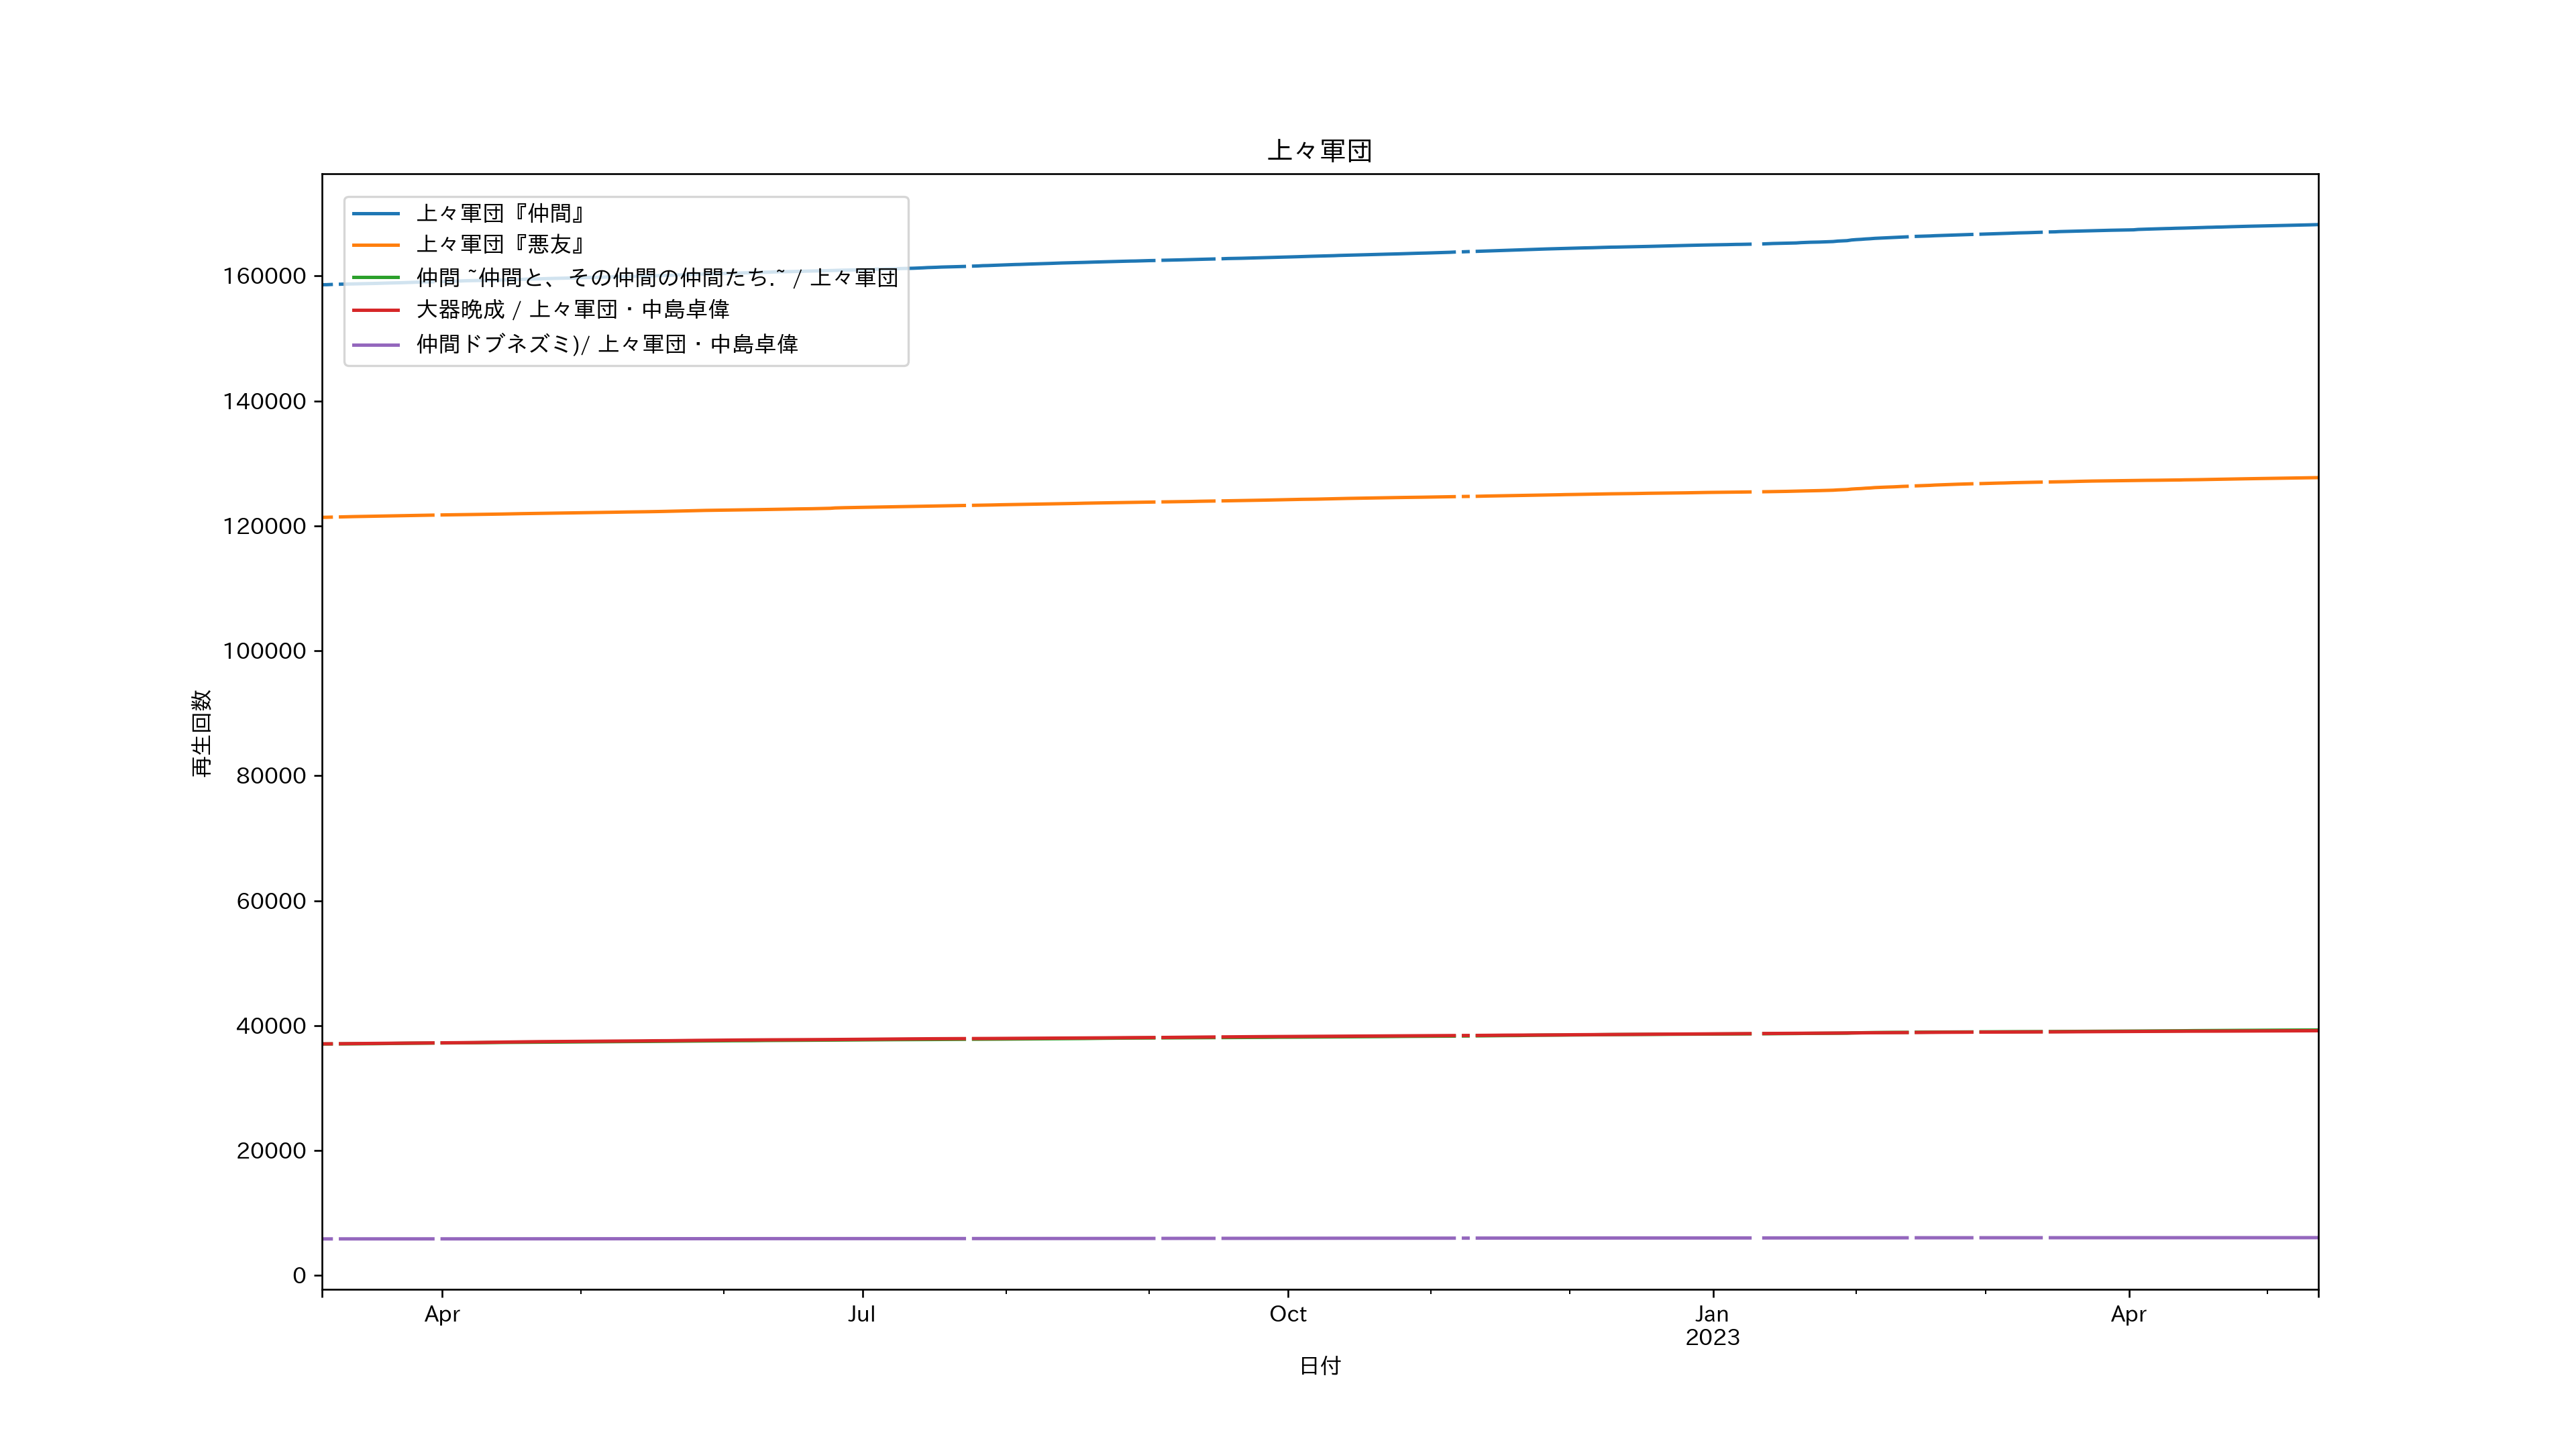 上々軍団
上々軍団『仲間』
上々軍団『悪友』
仲間 ~仲間と、その仲間の仲間たち.~ / 上々軍団
大器晩成 / 上々軍団・中島卓偉
仲間ドブネズミ)/ 上々軍団・中島卓偉
160000
140000
120000
100000
80000
60000
40000
20000
0
再生回数
Apr
Jul
Oct
Jan
2023
Apr
日付